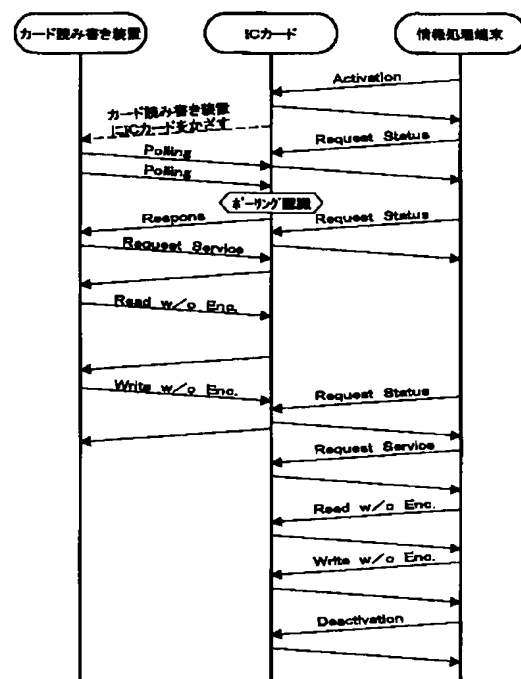 カード読み書き装置
ICカード
情報処理端末
Activation
カード読み書き装置
にICカードをかざす
Request Status
Polling
Polling
ポーリング認識
Respons
Request Status
Request Service
Read w/o Enc.
Write w/o Enc.
Request Status
Request Service
Read w/o Enc.
Write w/o Enc.
Deactivation